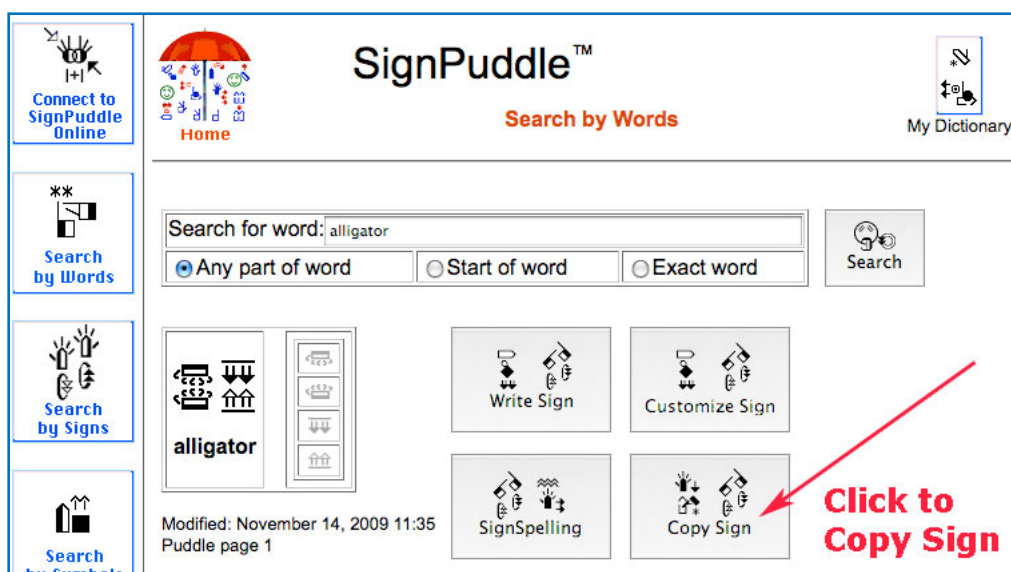 Connect to
SignPuddle
Online
Search
by Words
Search
by Signs
Search
by Symbols
Home
SignPuddle™
Search by Words
My Dictionary
Search for word: alligator
Any part of word
Start of word
Exact word
Search
alligator
Modified: November 14, 2009 11:35
Puddle page 1
Write Sign
Customize Sign
SignSpelling
Copy Sign
Click to
Copy Sign